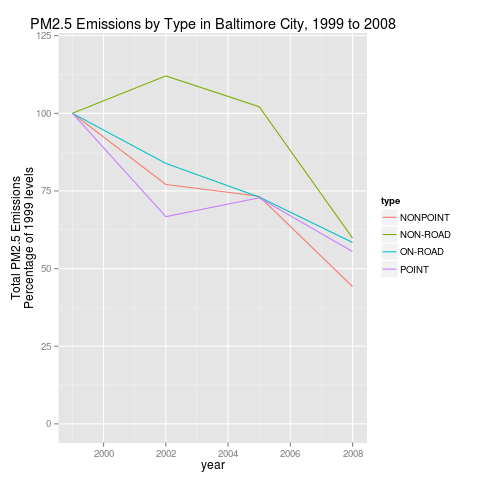 PM2.5 Emissions by Type in Baltimore City, 1999 to 2008
125
100
75
50
25
0
Total PM2.5 Emissions
Percentage of 1999 levels
2000
2002
2004
2006
2008
year
type
NONPOINT
NON-ROAD
ON-ROAD
POINT